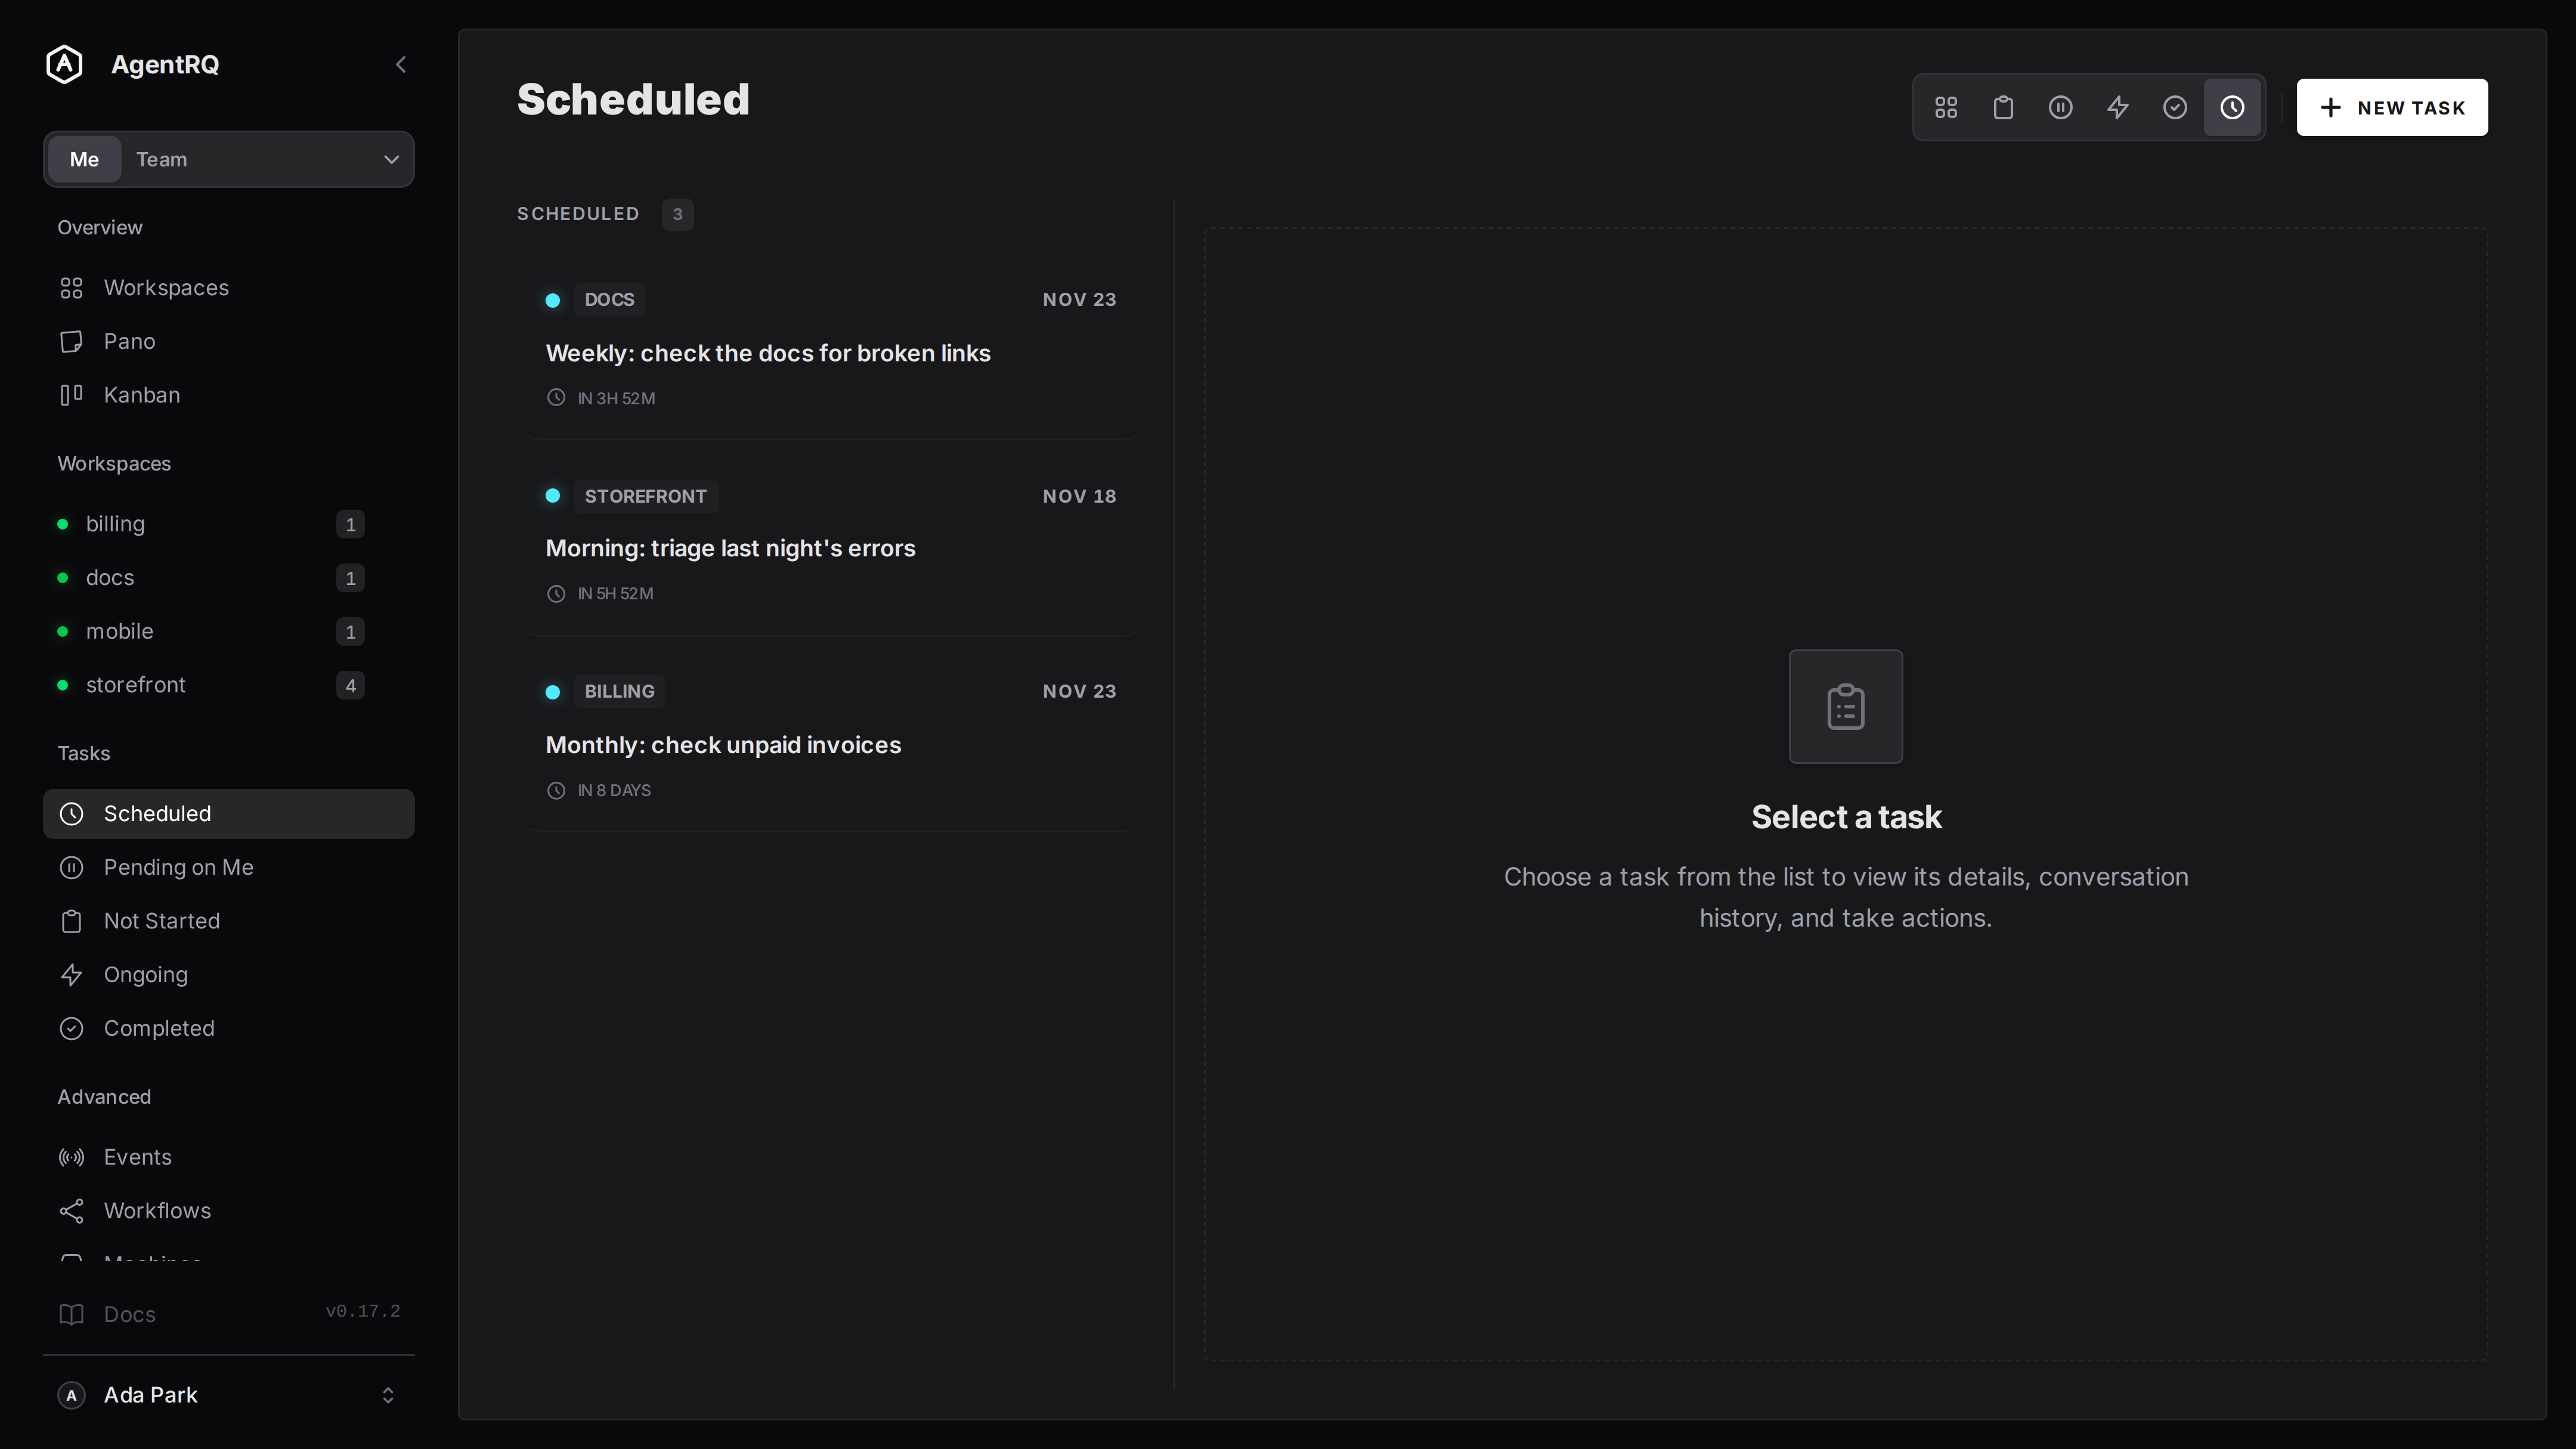 AgentRQ
Me
Team
Overview
Workspaces
Pano
Kanban
Workspaces
billing 1
docs 1
mobile 1
storefront 4
Tasks
Scheduled
Pending on Me
Not Started
Ongoing
Completed
Advanced
Events
Workflows
Machines
Docs v0.17.2
A Ada Park
Scheduled
NEW TASK
SCHEDULED 3
DOCS NOV 23
Weekly: check the docs for broken links
IN 3H 52M
STOREFRONT NOV 18
Morning: triage last night's errors
IN 5H 52M
BILLING NOV 23
Monthly: check unpaid invoices
IN 8 DAYS
Select a task
Choose a task from the list to view its details, conversation
history, and take actions.